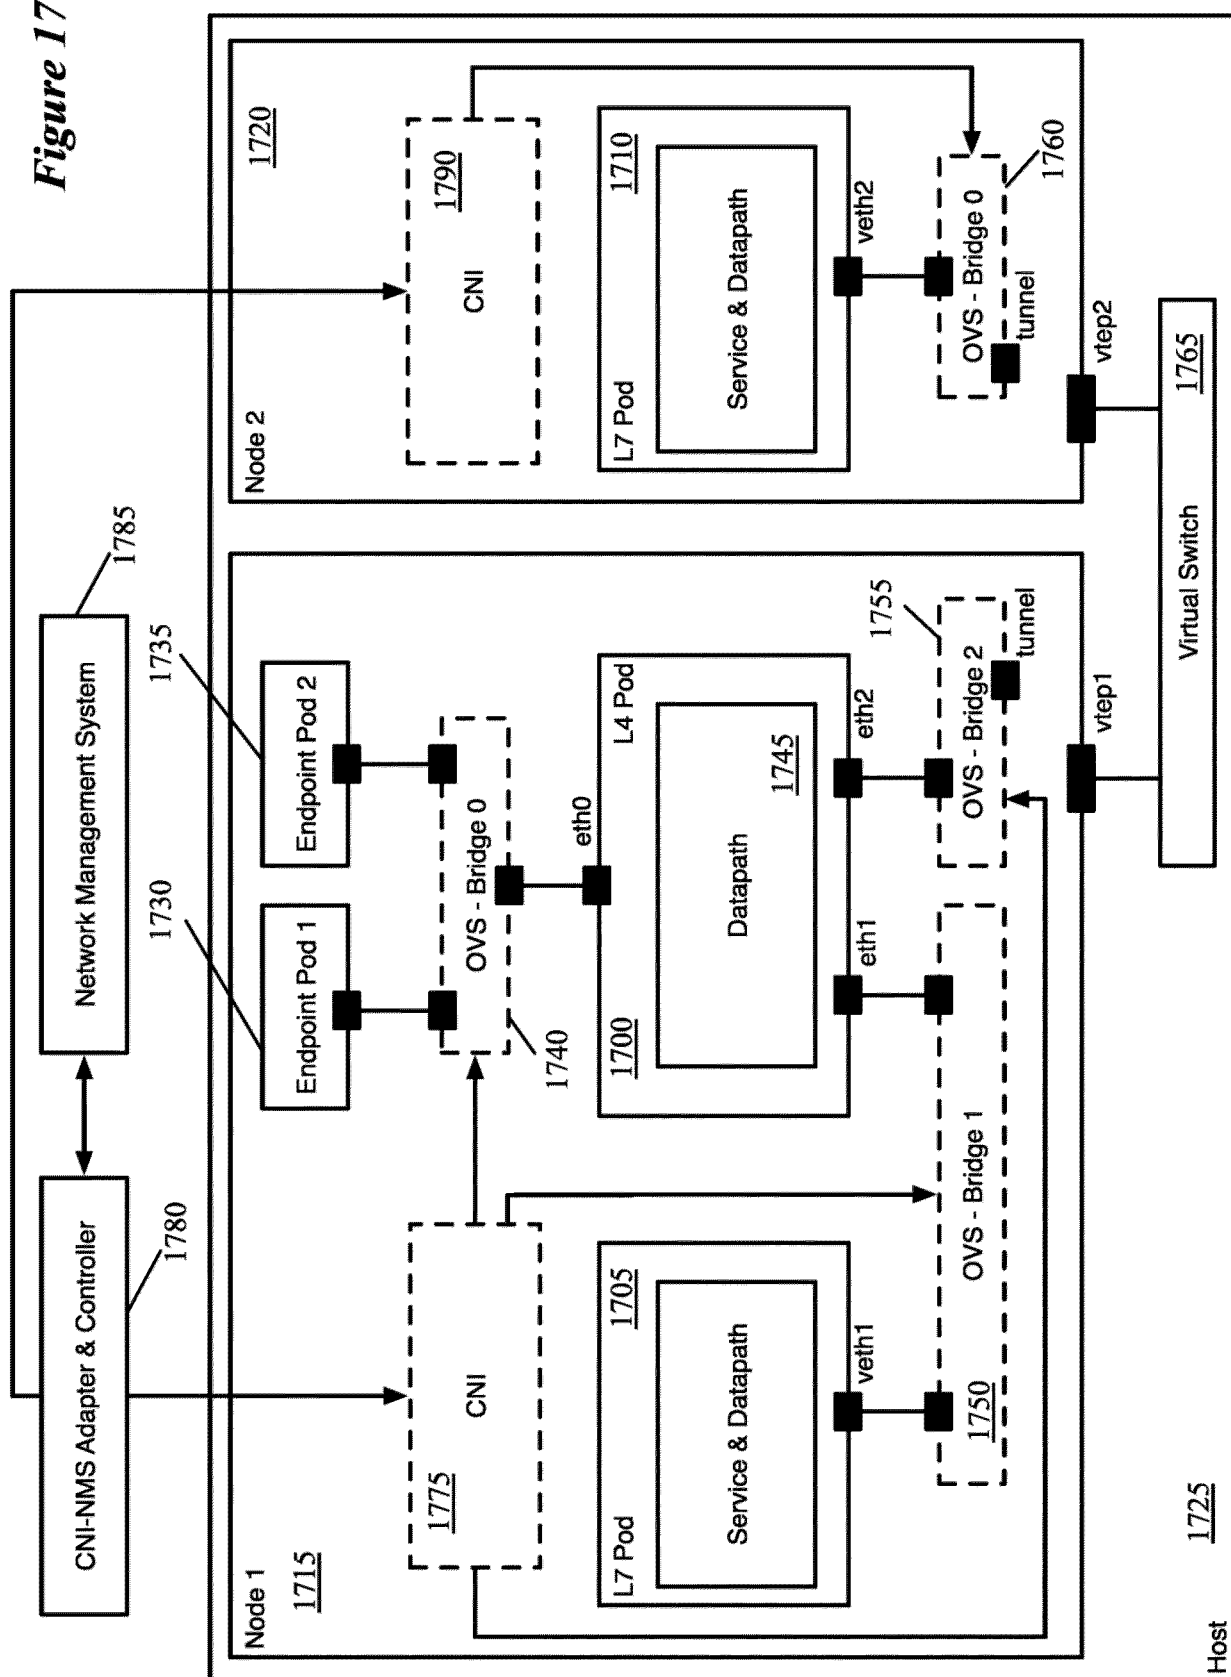 Figure 17
CNI-NMS Adapter & Controller
1780
Network Management System
1785
Node 1
1715
Endpoint Pod 1
1730
Endpoint Pod 2
1735
CNI
1775
OVS - Bridge 0
1740
eth0
L7 Pod
1705
Service & Datapath
veth1
1700
L4 Pod
Datapath
1745
eth1
eth2
1750
OVS - Bridge 1
OVS - Bridge 2
1755
tunnel
vtep1
Node 2
1720
CNI
1790
L7 Pod
1710
Service & Datapath
veth2
OVS - Bridge 0
1760
tunnel
vtep2
Virtual Switch
1765
Host
1725